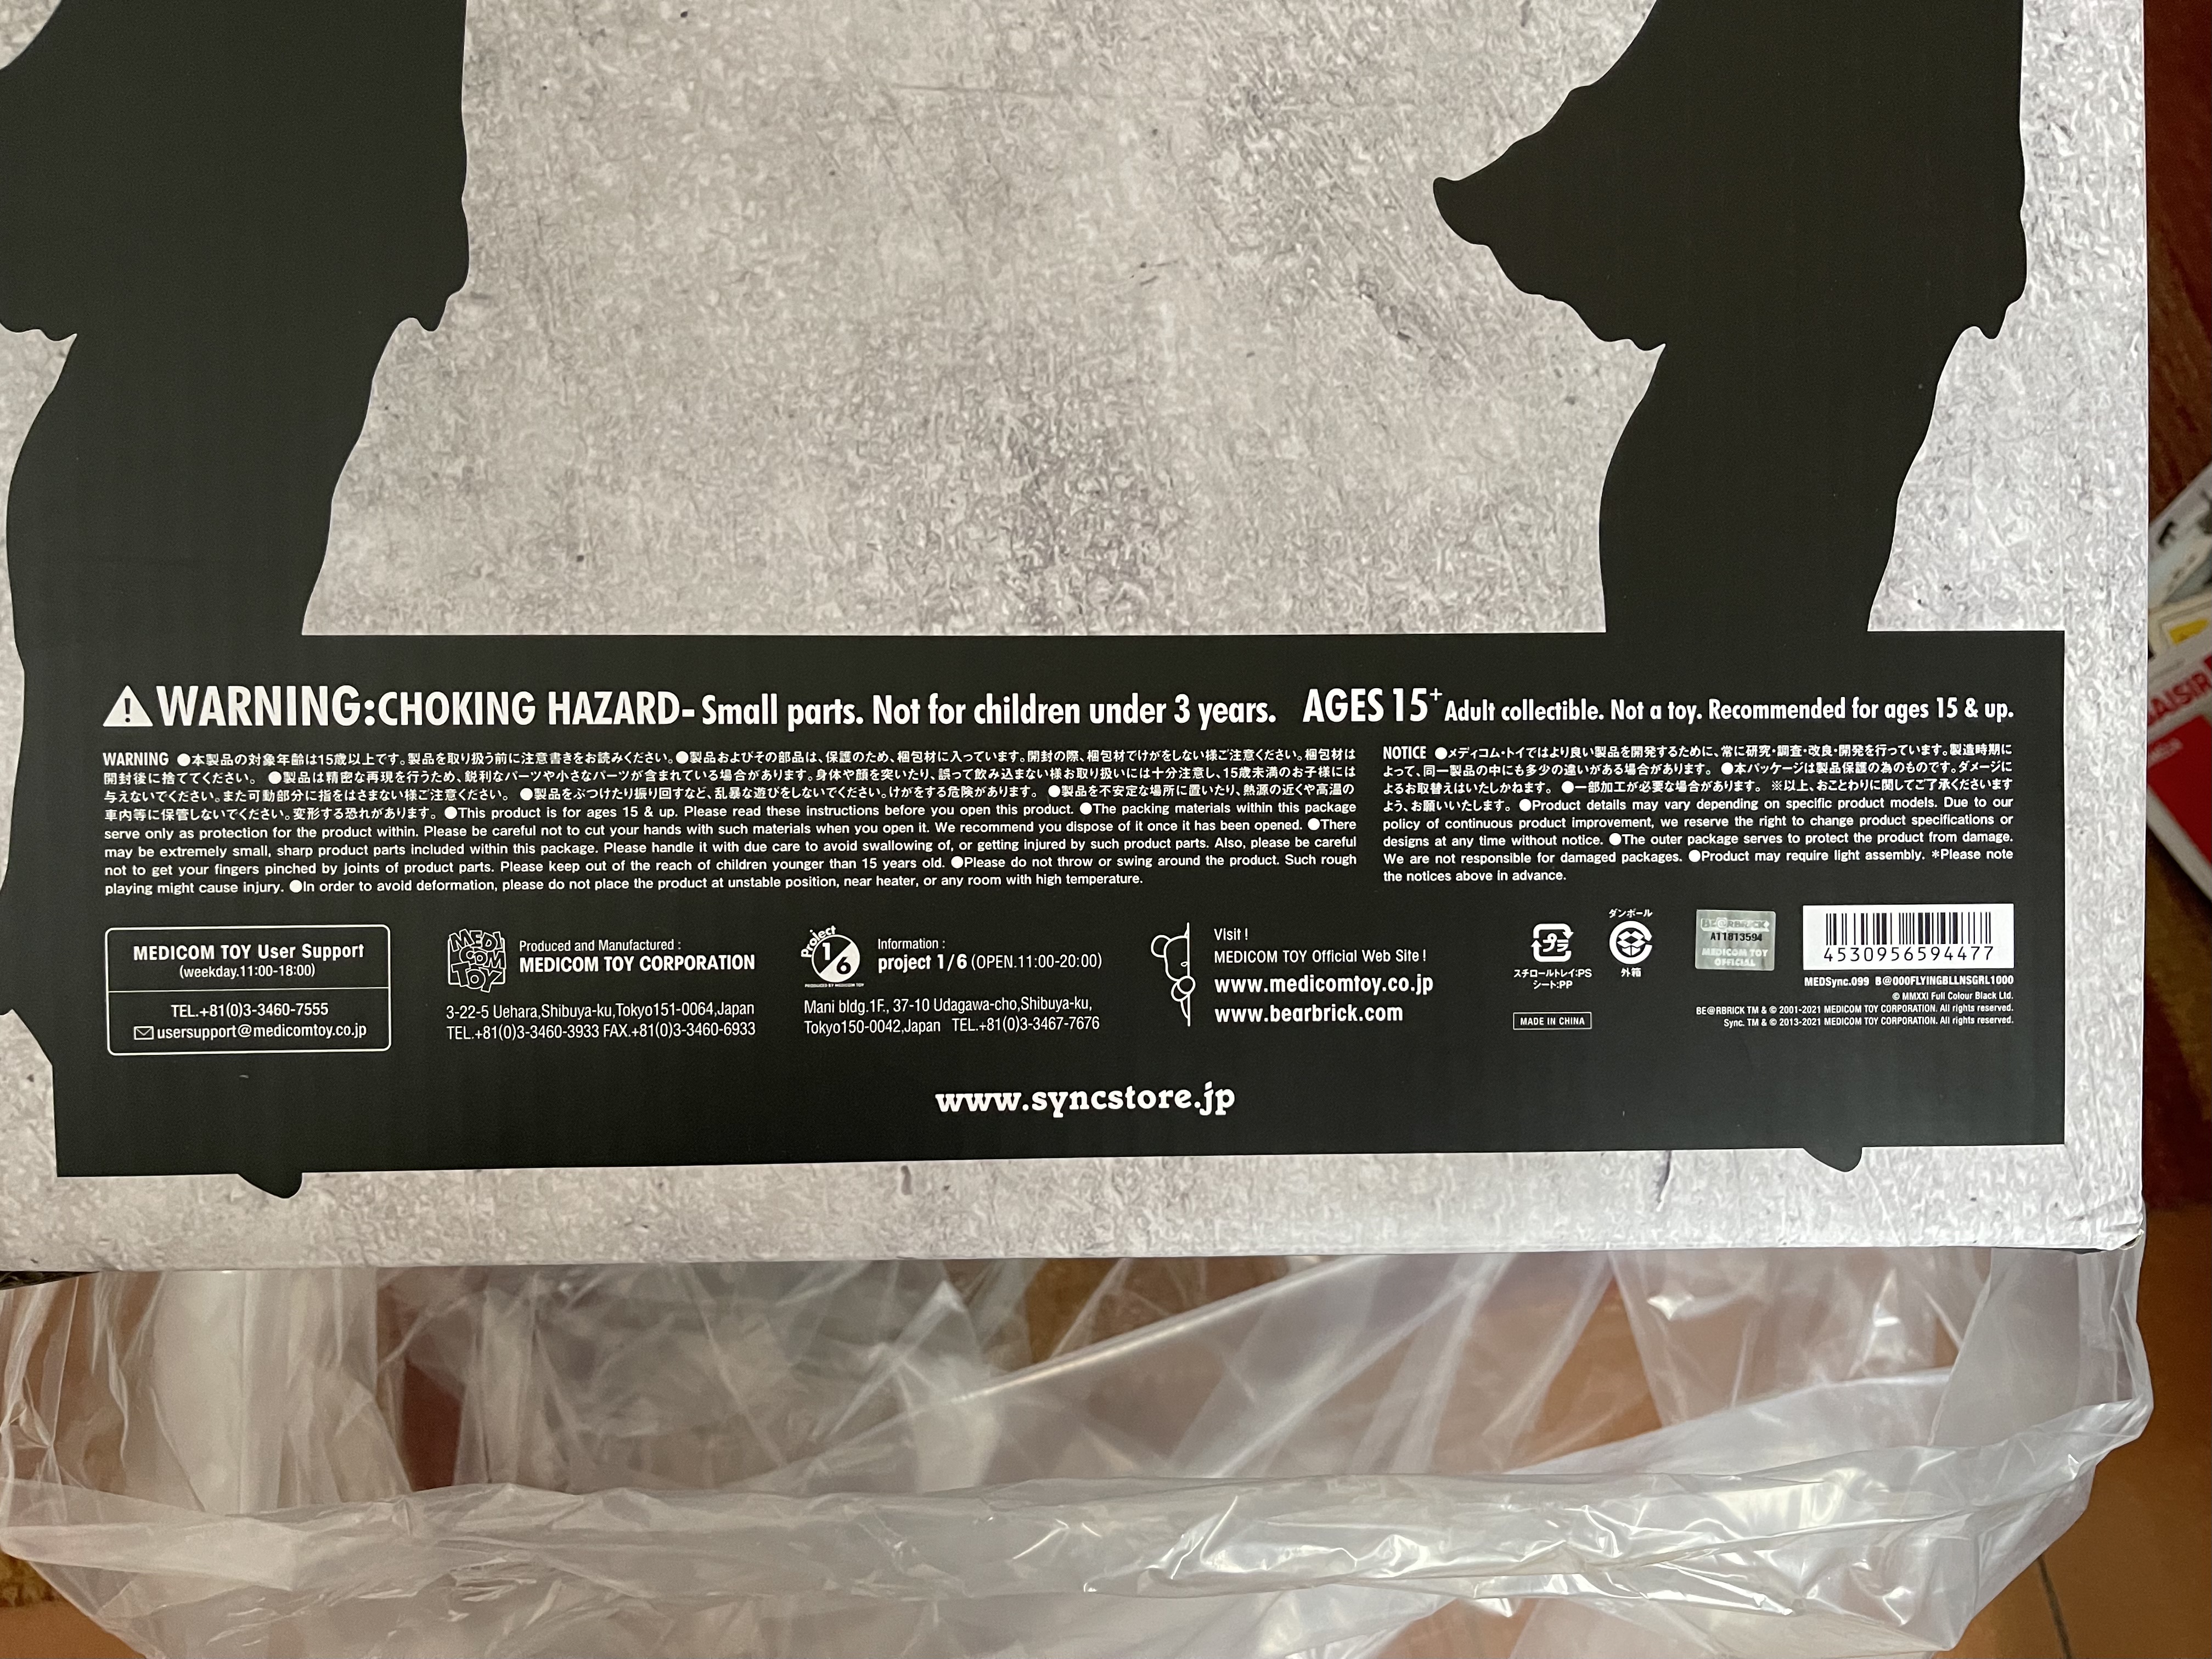 WARNING:CHOKING HAZARD- Small parts. Not for children under 3 years. AGES 15+ Adult collectible. Not a toy. Recommended for ages 15 & up.
WARNING ●本製品の対象年齢は15歳以上です。製品を取り扱う前に注意書きをお読みください。●製品およびその部品は、保護のため、梱包材に入っています。開封の際、梱包材でけがをしない様ご注意ください。梱包材は
開封後に捨ててください。 ●製品は精密な再現を行うため、鋭利なパーツや小さなパーツが含まれている場合があります。身体や顔を突いたり、誤って飲み込まない様お取り扱いには十分注意し、15歳未満のお子様には
与えないでください。また可動部分に指をはさまない様ご注意ください。 ●製品をぶつけたり振り回すなど、乱暴な遊びをしないでください。けがをする危険があります。 ●製品を不安定な場所に置いたり、熱源の近くや高温の
車内等に保管しないでください。変形する恐れがあります。 ●This product is for ages 15 & up. Please read these instructions before you open this product. ●The packing materials within this package
serve only as protection for the product within. Please be careful not to cut your hands with such materials when you open it. We recommend you dispose of it once it has been opened. ●There
may be extremely small, sharp product parts included within this package. Please handle it with due care to avoid swallowing of, or getting injured by such product parts. Also, please be careful
not to get your fingers pinched by joints of product parts. Please keep out of the reach of children younger than 15 years old. ●Please do not throw or swing around the product. Such rough
playing might cause injury. ●In order to avoid deformation, please do not place the product at unstable position, near heater, or any room with high temperature.
NOTICE ●メディコム・トイではより良い製品を開発するために、常に研究・調査・改良・開発を行っています。製造時期に
よって、同一製品の中にも多少の違いがある場合があります。 ●本パッケージは製品保護の為のものです。ダメージに
よるお取替えはいたしかねます。 ●一部加工が必要な場合があります。 ※以上、おことわりに関してご了承くださいます
よう、お願いいたします。 ●Product details may vary depending on specific product models. Due to our
policy of continuous product improvement, we reserve the right to change product specifications or
designs at any time without notice. ●The outer package serves to protect the product from damage.
We are not responsible for damaged packages. ●Product may require light assembly. *Please note
the notices above in advance.
MEDICOM TOY User Support
(weekday.11:00-18:00)
TEL.+81(0)3-3460-7555
usersupport@medicomtoy.co.jp
MEDI
COM
TOY
Produced and Manufactured :
MEDICOM TOY CORPORATION
3-22-5 Uehara,Shibuya-ku,Tokyo151-0064,Japan
TEL.+81(0)3-3460-3933 FAX.+81(0)3-3460-6933
Project
1/6
PRODUCED BY MEDICOM TOY
Information :
project 1/6 (OPEN.11:00-20:00)
Mani bldg.1F., 37-10 Udagawa-cho,Shibuya-ku,
Tokyo150-0042,Japan TEL.+81(0)3-3467-7676
Visit !
MEDICOM TOY Official Web Site !
www.medicomtoy.co.jp
www.bearbrick.com
プラ
スチロールトレイ:PS
シート:PP
ダンボール
外箱
MADE IN CHINA
BE@RBRICK
A11813594
MEDICOM TOY
OFFICIAL
4530956594477
MEDSync.099 B@000FLYINGBLLNSGRL1000
© MMXXI Full Colour Black Ltd.
BE@RBRICK TM & © 2001-2021 MEDICOM TOY CORPORATION. All rights reserved.
Sync. TM & © 2013-2021 MEDICOM TOY CORPORATION. All rights reserved.
www.syncstore.jp